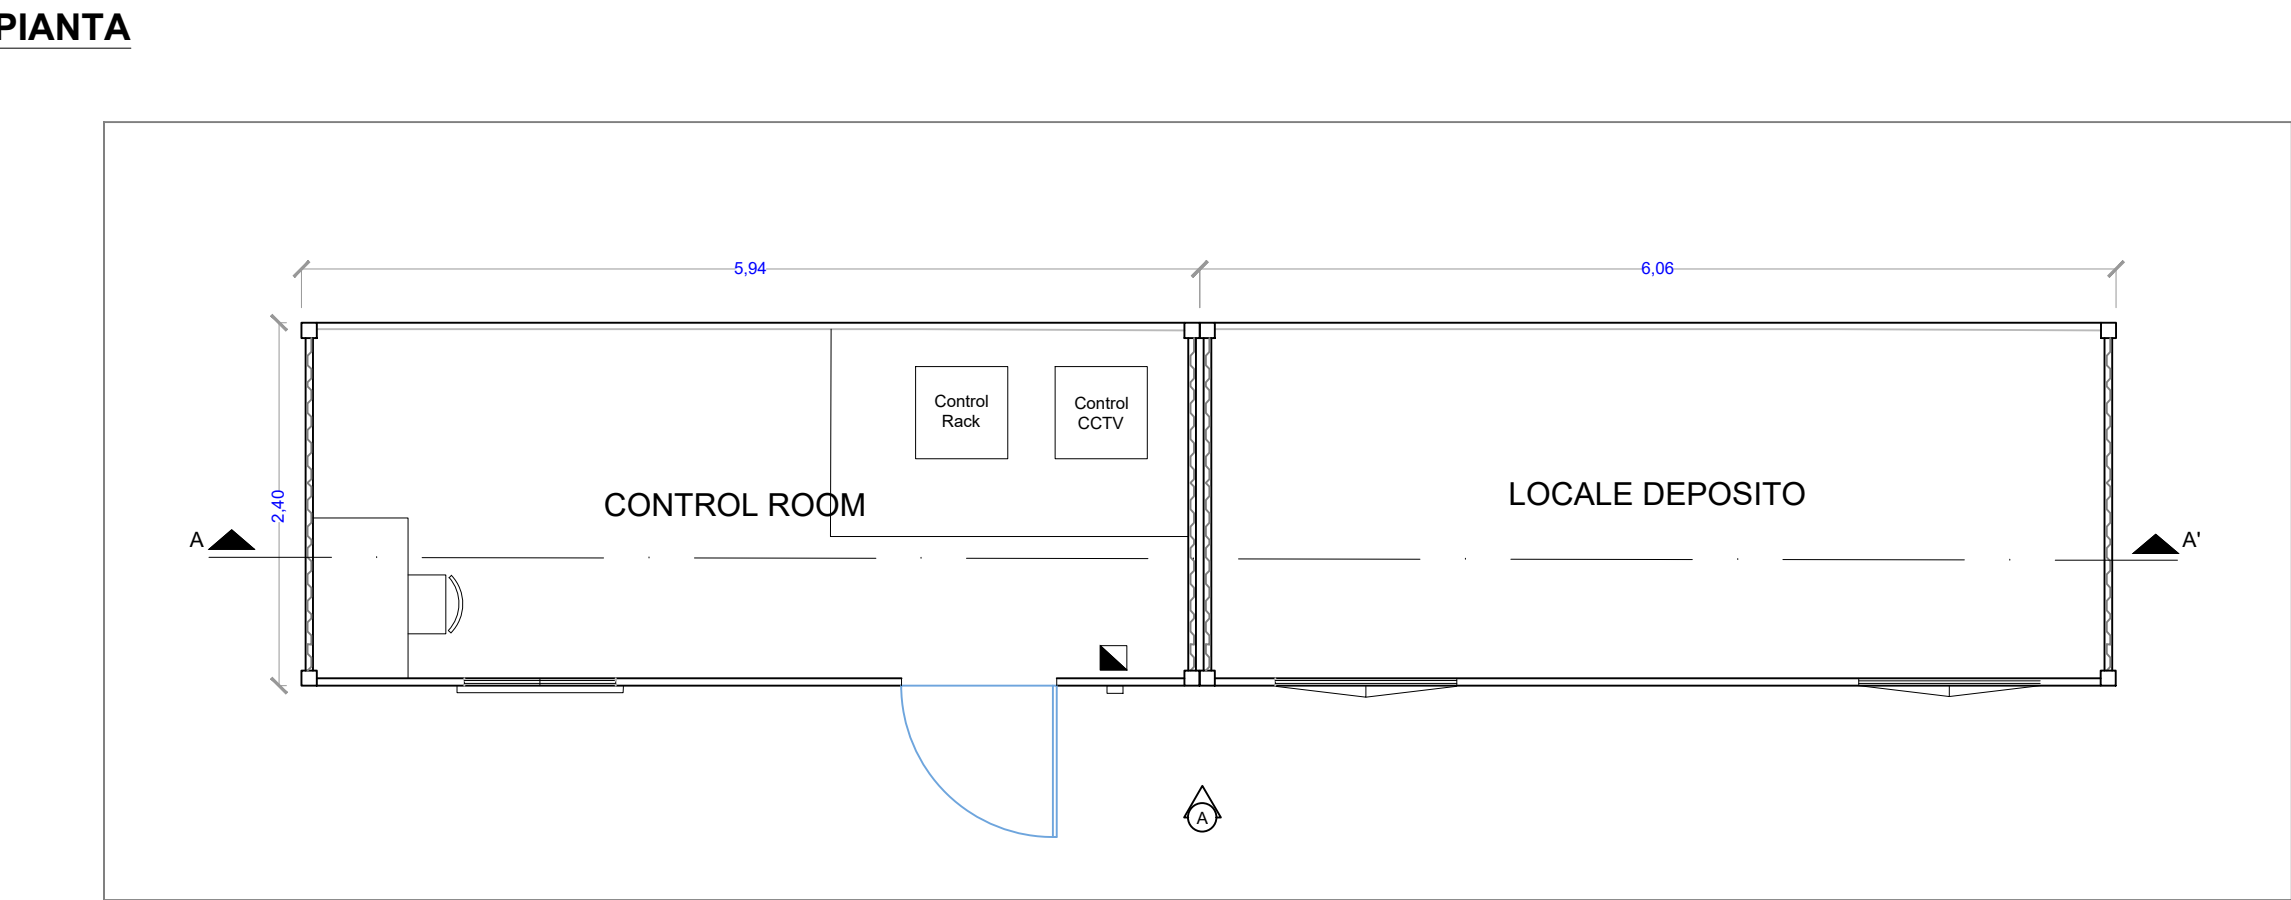 PIANTA
5,94
6,06
Control
Rack
Control
CCTV
2,40
CONTROL ROOM
LOCALE DEPOSITO
A
A'
A